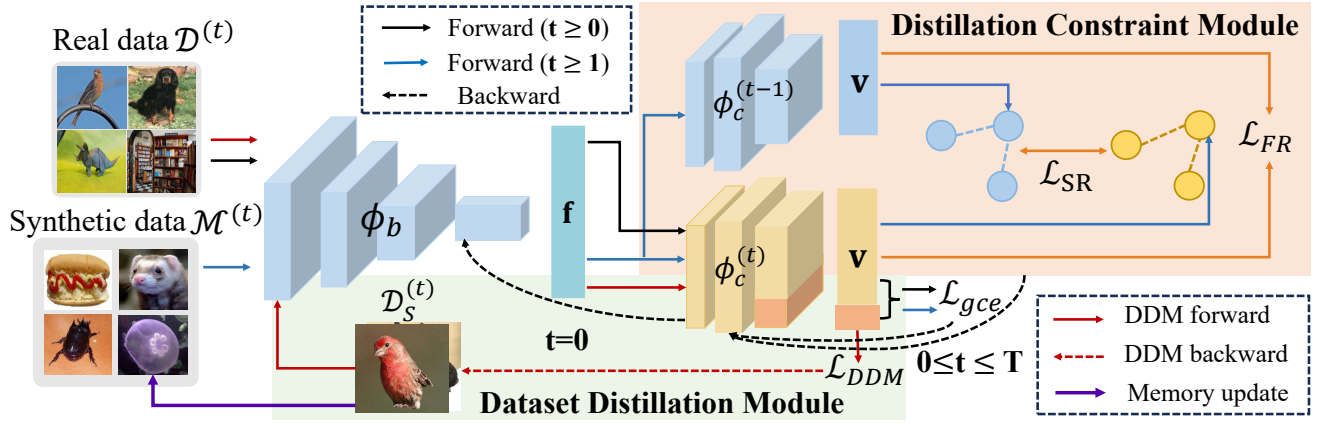 Real data 𝒟^(t)
Synthetic data ℳ^(t)
Forward (t ≥ 0)
Forward (t ≥ 1)
Backward
ϕ_b
f
ϕ_c^(t−1)
v
Distillation Constraint Module
ℒ_SR
ℒ_FR
ϕ_c^(t)
v
ℒ_gce
𝒟_S^(t)
t=0
0≤t ≤ T
ℒ_DDM
Dataset Distillation Module
DDM forward
DDM backward
Memory update